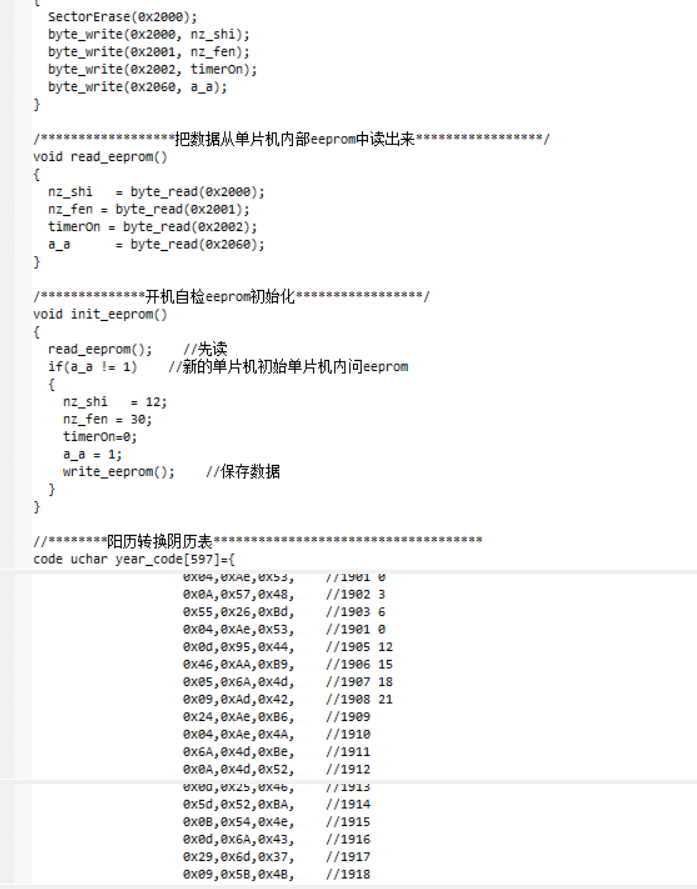 {
SectorErase(0x2000);
byte_write(0x2000, nz_shi);
byte_write(0x2001, nz_fen);
byte_write(0x2002, timerOn);
byte_write(0x2060, a_a);
}
/******************把数据从单片机内部eeprom中读出来*****************/
void read_eeprom()
{
nz_shi   = byte_read(0x2000);
nz_fen = byte_read(0x2001);
timerOn = byte_read(0x2002);
a_a      = byte_read(0x2060);
}
/**************开机自检eeprom初始化*****************/
void init_eeprom()
{
read_eeprom();    //先读
if(a_a != 1)    //新的单片机初始单片机内问eeprom
{
nz_shi   = 12;
nz_fen = 30;
timerOn=0;
a_a = 1;
write_eeprom();    //保存数据
}
}
//********阳历转换阴历表************************************
code uchar year_code[597]={
0x04,0xAe,0x53,    //1901 0
0x0A,0x57,0x48,    //1902 3
0x55,0x26,0xBd,    //1903 6
0x04,0xAe,0x53,    //1901 0
0x0d,0x95,0x44,    //1905 12
0x46,0xAA,0xB9,    //1906 15
0x05,0x6A,0x4d,    //1907 18
0x09,0xAd,0x42,    //1908 21
0x24,0xAe,0xB6,    //1909
0x04,0xAe,0x4A,    //1910
0x6A,0x4d,0xBe,    //1911
0x0A,0x4d,0x52,    //1912
0x0d,0x25,0x46,    //1913
0x5d,0x52,0xBA,    //1914
0x0B,0x54,0x4e,    //1915
0x0d,0x6A,0x43,    //1916
0x29,0x6d,0x37,    //1917
0x09,0x5B,0x4B,    //1918